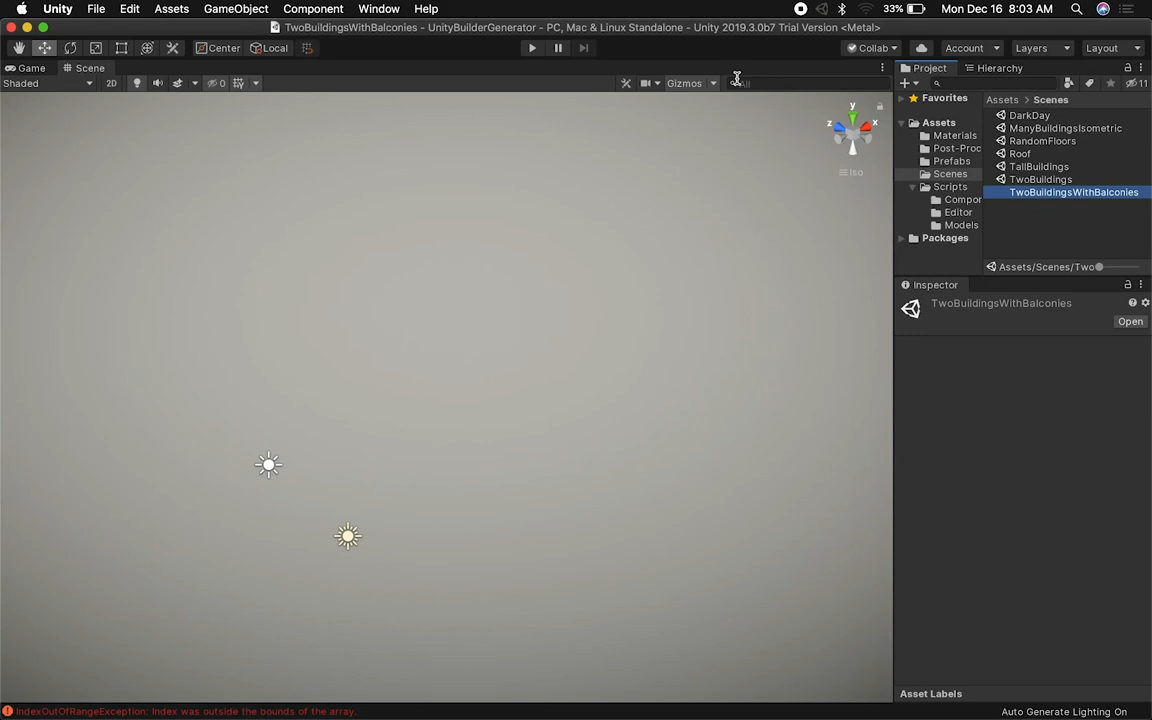 Unity File Edit Assets GameObject Component Window Help 33% Mon Dec 16 8:03 AM
TwoBuildingsWithBalconies - UnityBuilderGenerator - PC, Mac & Linux Standalone - Unity 2019.3.0b7 Trial Version <Metal>
Center Local Collab Account Layers Layout
Game Scene
Shaded 2D 0 Gizmos All
y
z x
Iso
Project Hierarchy
11
Favorites
Assets
Materials
Post-Proc
Prefabs
Scenes
Scripts
Compor
Editor
Models
Packages
Assets > Scenes
DarkDay
ManyBuildingsIsometric
RandomFloors
Roof
TallBuildings
TwoBuildings
TwoBuildingsWithBalconies
Assets/Scenes/Two
Inspector
TwoBuildingsWithBalconies
Open
Asset Labels
IndexOutOfRangeException: Index was outside the bounds of the array.
Auto Generate Lighting On